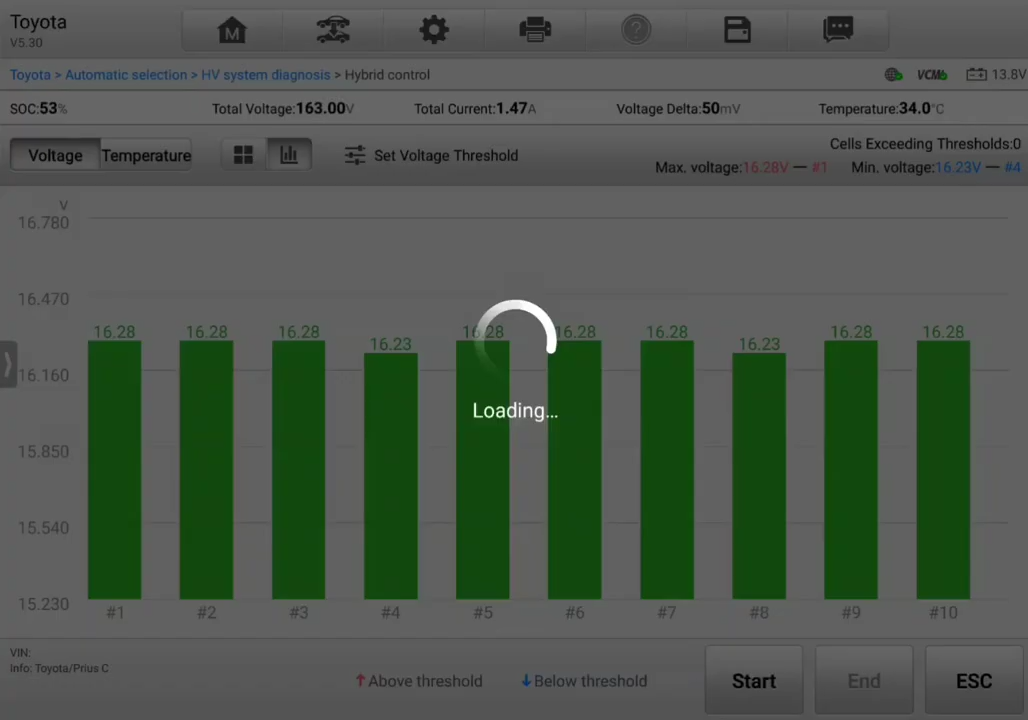 Toyota
V5.30
M
?
Toyota > Automatic selection > HV system diagnosis > Hybrid control
VCMI
13.8V
SOC:53% Total Voltage:163.00V Total Current:1.47A Voltage Delta:50mV Temperature:34.0°C
Voltage Temperature Set Voltage Threshold
Cells Exceeding Thresholds:0
Max. voltage:16.28V — #1 Min. voltage:16.23V — #4
V
16.780
16.470
16.28 16.28 16.28 16.23 16.28 16.28 16.28 16.23 16.28 16.28
16.160
Loading...
15.850
15.540
15.230
#1 #2 #3 #4 #5 #6 #7 #8 #9 #10
VIN:
Info: Toyota/Prius C
Above threshold Below threshold
Start End ESC